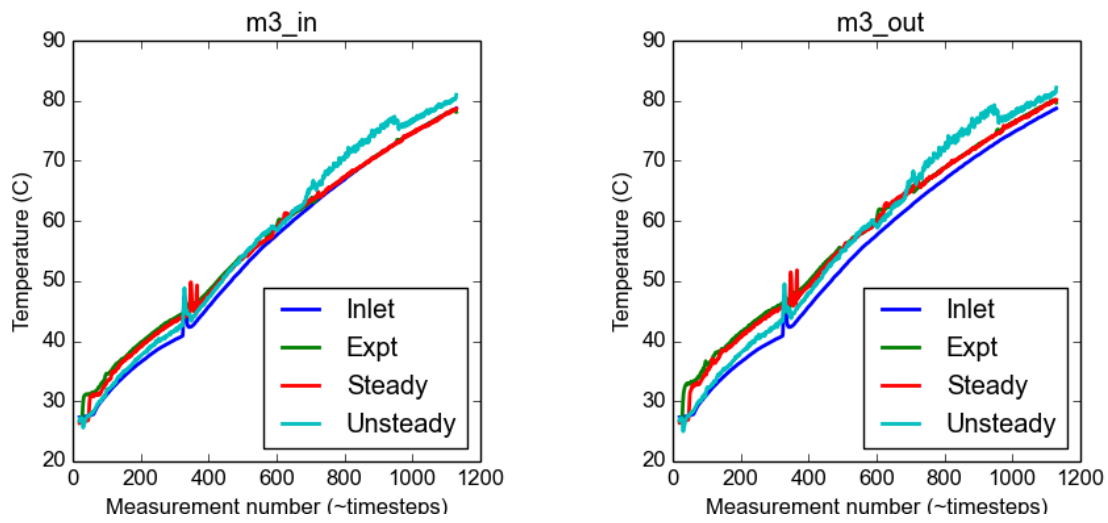 m3_in
90
80
70
60
50
40
30
20
Temperature (C)
Inlet
Expt
Steady
Unsteady
0 200 400 600 800 1000 1200
Measurement number (~timesteps)
m3_out
90
80
70
60
50
40
30
20
Temperature (C)
Inlet
Expt
Steady
Unsteady
0 200 400 600 800 1000 1200
Measurement number (~timesteps)